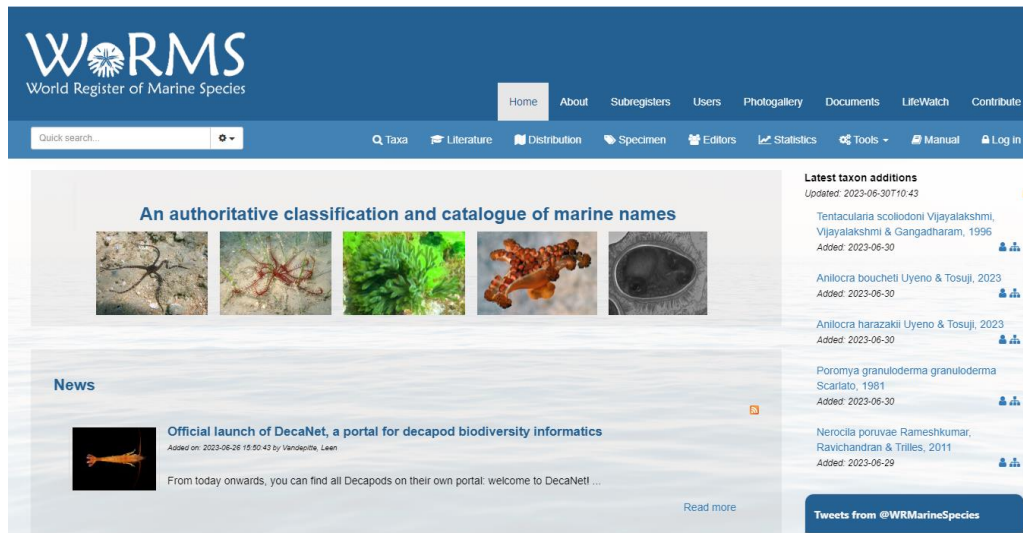 WoRMS
World Register of Marine Species
Home About Subregisters Users Photogallery Documents LifeWatch Contribute
Quick search...
Taxa Literature Distribution Specimen Editors Statistics Tools Manual Log in
An authoritative classification and catalogue of marine names
News
Official launch of DecaNet, a portal for decapod biodiversity informatics
Added on: 2023-06-26 15:50:43 by Vandepitte, Leen
From today onwards, you can find all Decapods on their own portal: welcome to DecaNet! ...
Read more
Latest taxon additions
Updated: 2023-06-30T10:43
Tentacularia scoliodoni Vijayalakshmi,
Vijayalakshmi & Gangadharam, 1996
Added: 2023-06-30
Anilocra boucheti Uyeno & Tosuji, 2023
Added: 2023-06-30
Anilocra harazakii Uyeno & Tosuji, 2023
Added: 2023-06-30
Poromya granuloderma granuloderma
Scarlato, 1981
Added: 2023-06-30
Nerocila poruvae Rameshkumar,
Ravichandran & Trilles, 2011
Added: 2023-06-29
Tweets from @WRMarineSpecies